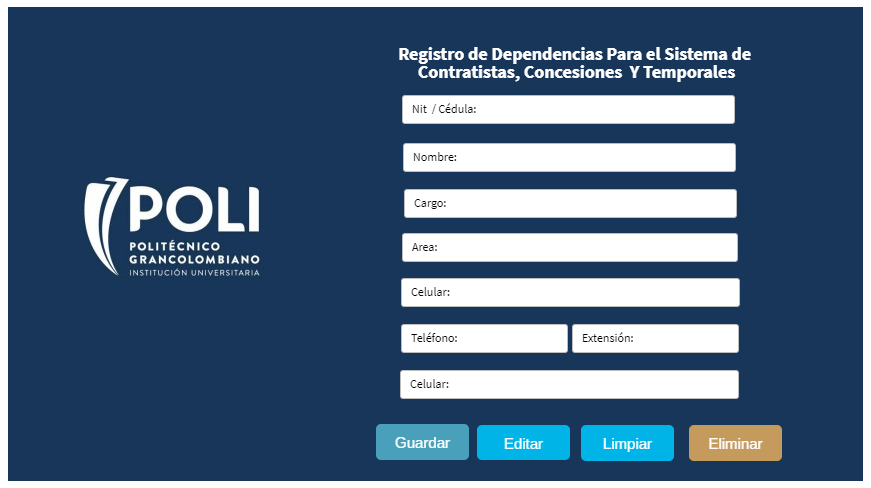 Registro de Dependencias Para el Sistema de
Contratistas, Concesiones Y Temporales
Nit / Cédula:
Nombre:
Cargo:
Area:
Celular:
Teléfono:
Extensión:
Celular:
POLI
POLITÉCNICO
GRANCOLOMBIANO
INSTITUCIÓN UNIVERSITARIA
Guardar
Editar
Limpiar
Eliminar